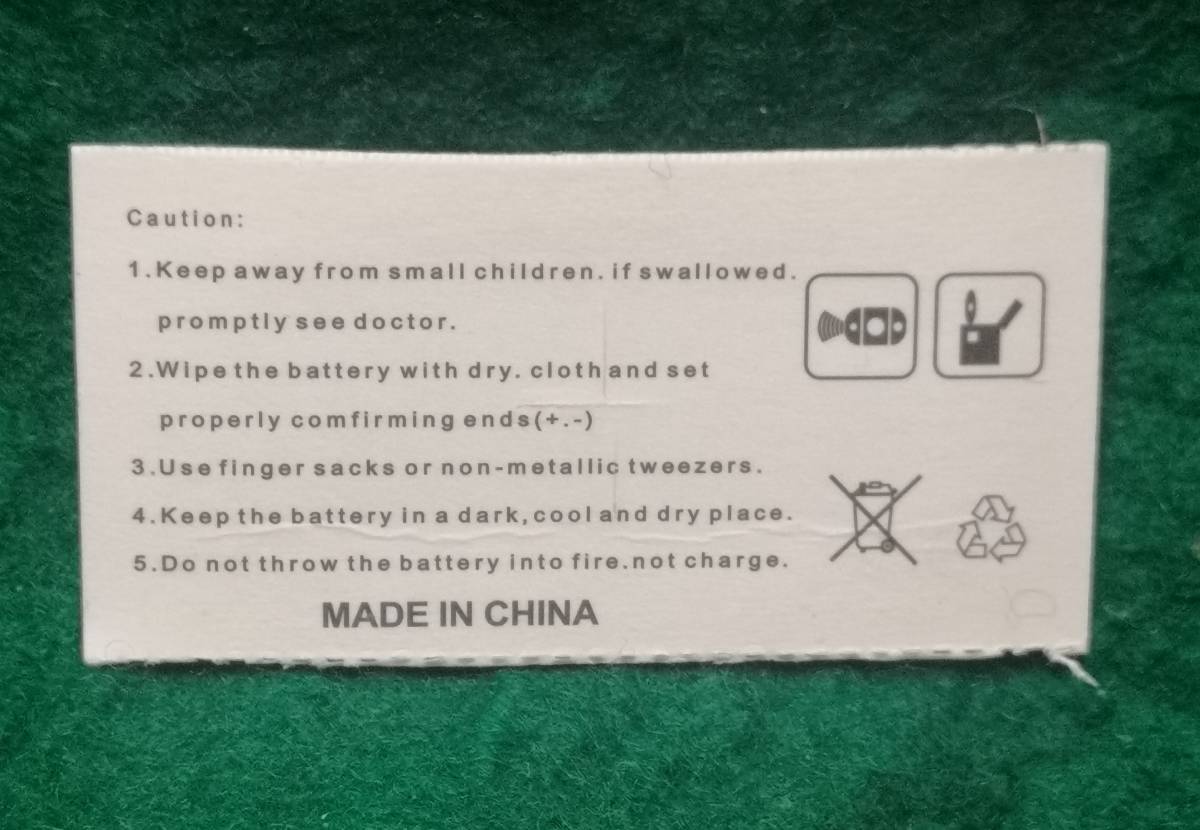 Caution:
1.Keep away from small children. if swallowed.
promptly see doctor.
2.Wipe the battery with dry. cloth and set
properly comfirming ends(+.-)
3.Use finger sacks or non-metallic tweezers.
4.Keep the battery in a dark,cool and dry place.
5.Do not throw the battery into fire.not charge.
MADE IN CHINA